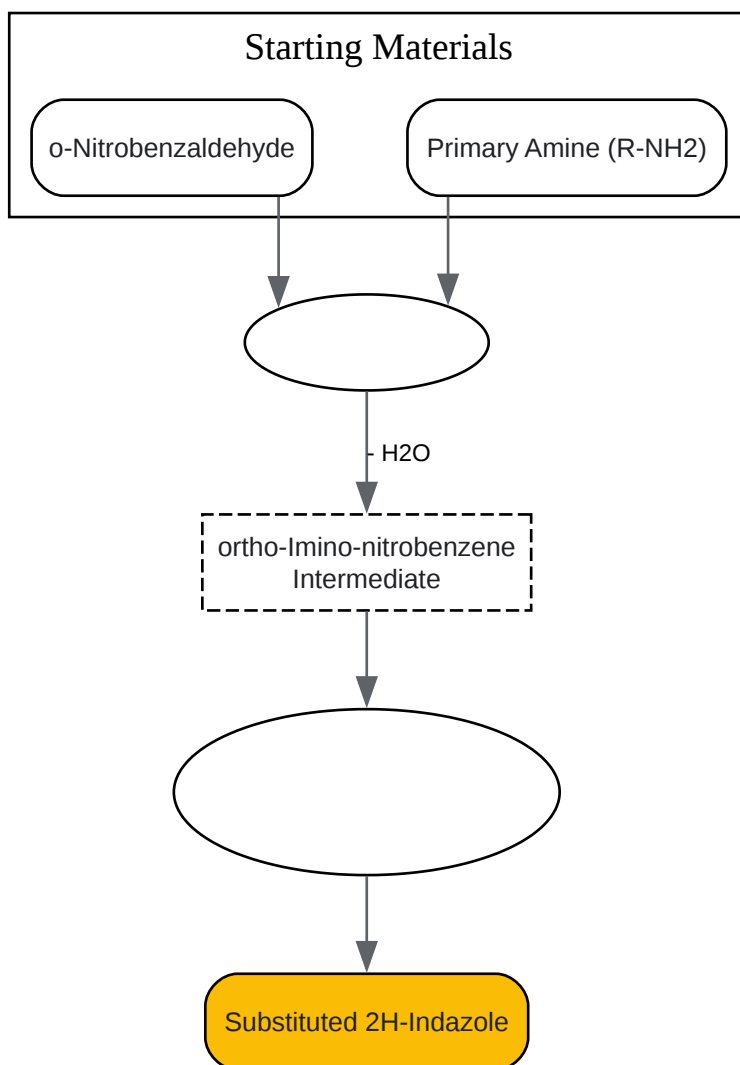 Starting Materials
o-Nitrobenzaldehyde
Primary Amine (R-NH2)
- H2O
ortho-Imino-nitrobenzene
Intermediate
Substituted 2H-Indazole